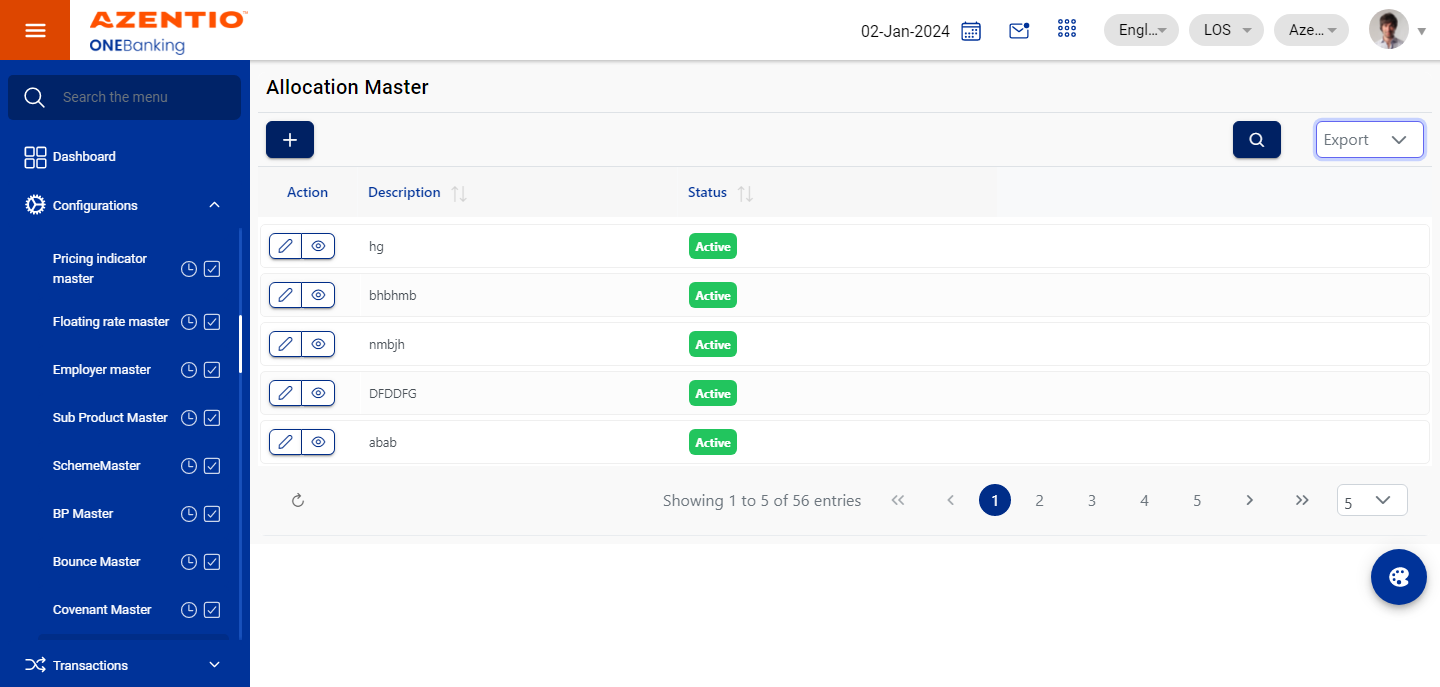 AZENTIO™
ONEBanking
02-Jan-2024
Engl...
LOS
Aze...
Search the menu
Dashboard
Configurations
Pricing indicator
master
Floating rate master
Employer master
Sub Product Master
SchemeMaster
BP Master
Bounce Master
Covenant Master
Transactions
Allocation Master
Export
Action Description Status
hg Active
bhbhmb Active
nmbjh Active
DFDDFG Active
abab Active
Showing 1 to 5 of 56 entries 1 2 3 4 5 5